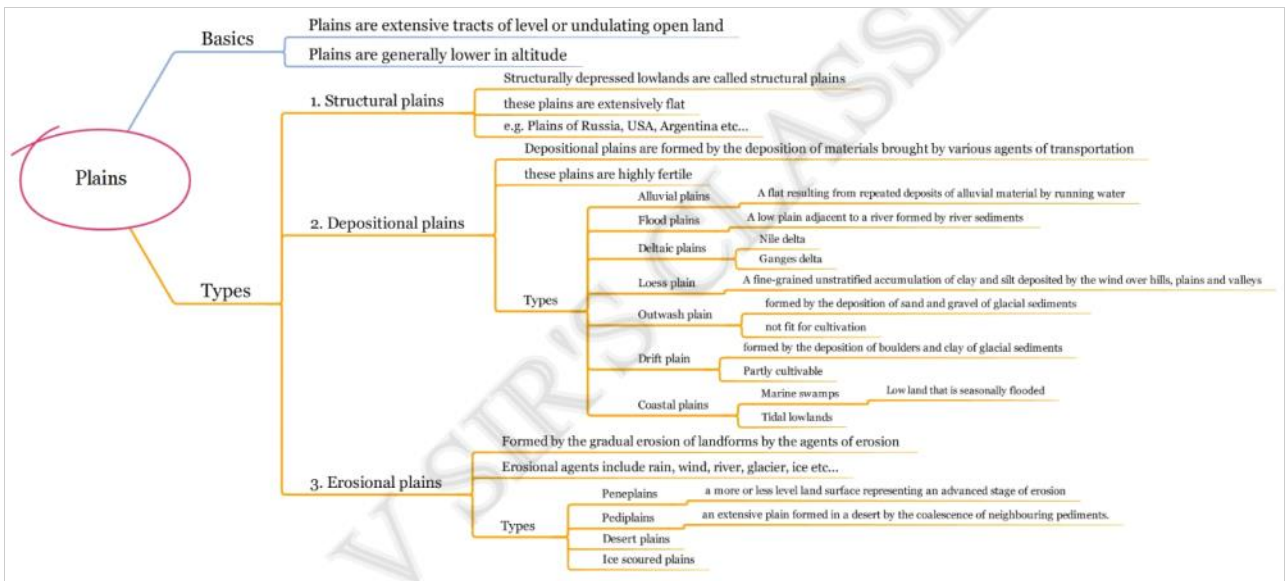 Plains
Basics
Plains are extensive tracts of level or undulating open land
Plains are generally lower in altitude
Types
1. Structural plains
Structurally depressed lowlands are called structural plains
these plains are extensively flat
e.g. Plains of Russia, USA, Argentina etc...
2. Depositional plains
Depositional plains are formed by the deposition of materials brought by various agents of transportation
these plains are highly fertile
Types
Alluvial plains
A flat resulting from repeated deposits of alluvial material by running water
Flood plains
A low plain adjacent to a river formed by river sediments
Deltaic plains
Nile delta
Ganges delta
Loess plain
A fine-grained unstratified accumulation of clay and silt deposited by the wind over hills, plains and valleys
Outwash plain
formed by the deposition of sand and gravel of glacial sediments
not fit for cultivation
Drift plain
formed by the deposition of boulders and clay of glacial sediments
Partly cultivable
Coastal plains
Marine swamps
Low land that is seasonally flooded
Tidal lowlands
3. Erosional plains
Formed by the gradual erosion of landforms by the agents of erosion
Erosional agents include rain, wind, river, glacier, ice etc...
Types
Peneplains
a more or less level land surface representing an advanced stage of erosion
Pediplains
an extensive plain formed in a desert by the coalescence of neighbouring pediments.
Desert plains
Ice scoured plains
V SIR'S CLASSE